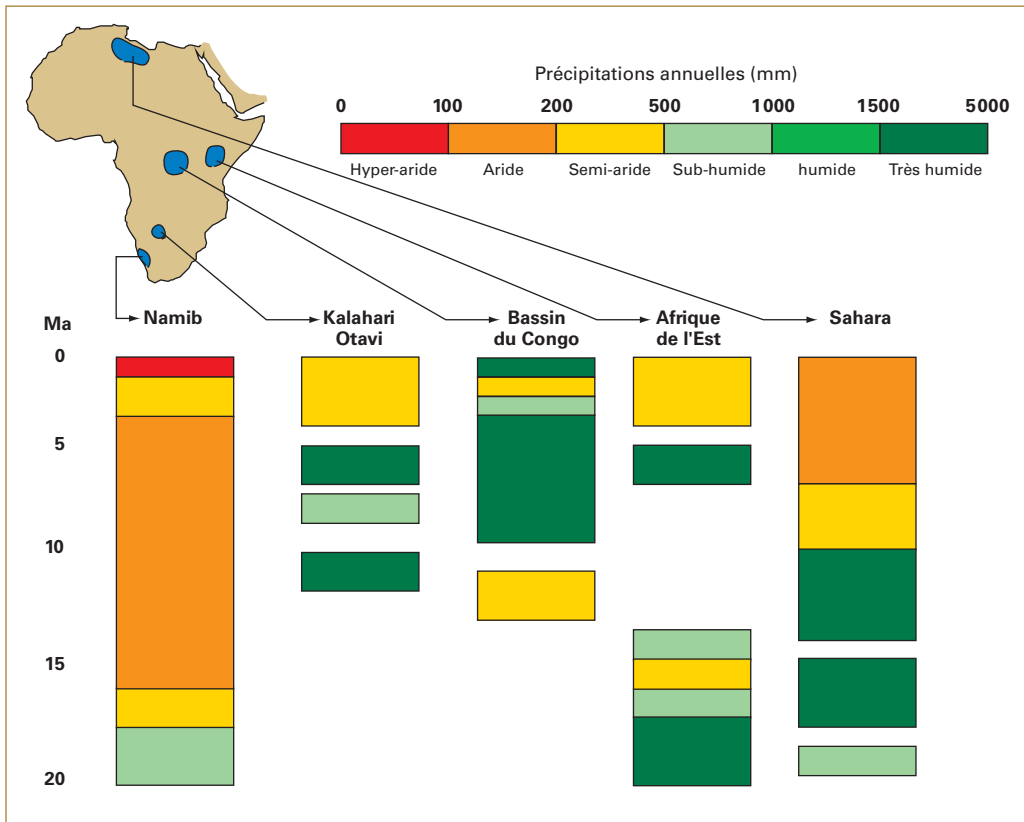 Précipitations annuelles (mm)
0 100 200 500 1000 1500 5000
Hyper-aride Aride Semi-aride Sub-humide humide Très humide
Ma
Namib
Kalahari
Otavi
Bassin
du Congo
Afrique
de l'Est
Sahara
0
5
10
15
20